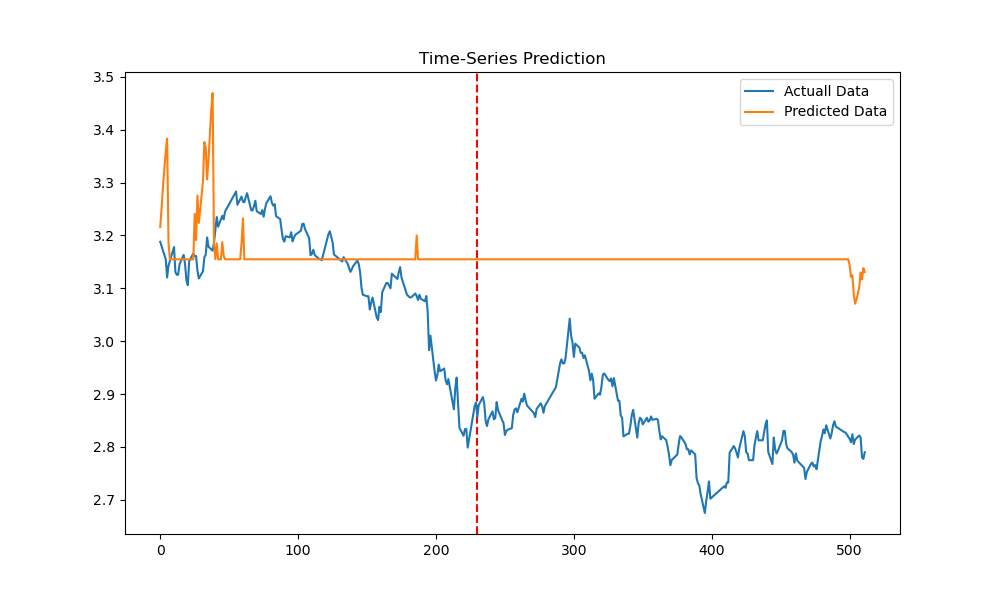 Time-Series Prediction
Actuall Data
Predicted Data
3.5
3.4
3.3
3.2
3.1
3.0
2.9
2.8
2.7
0 100 200 300 400 500